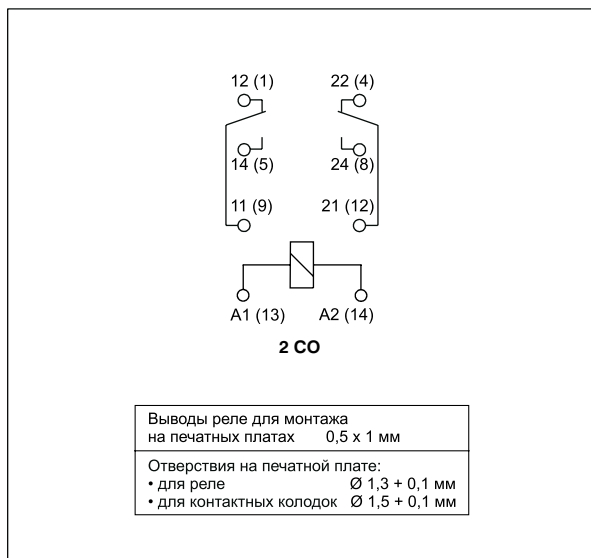 12 (1) 22 (4)
14 (5) 24 (8)
11 (9) 21 (12)
A1 (13) A2 (14)
2 CO
Выводы реле для монтажа
на печатных платах 0,5 x 1 мм
Отверстия на печатной плате:
• для реле Ø 1,3 + 0,1 мм
• для контактных колодок Ø 1,5 + 0,1 мм